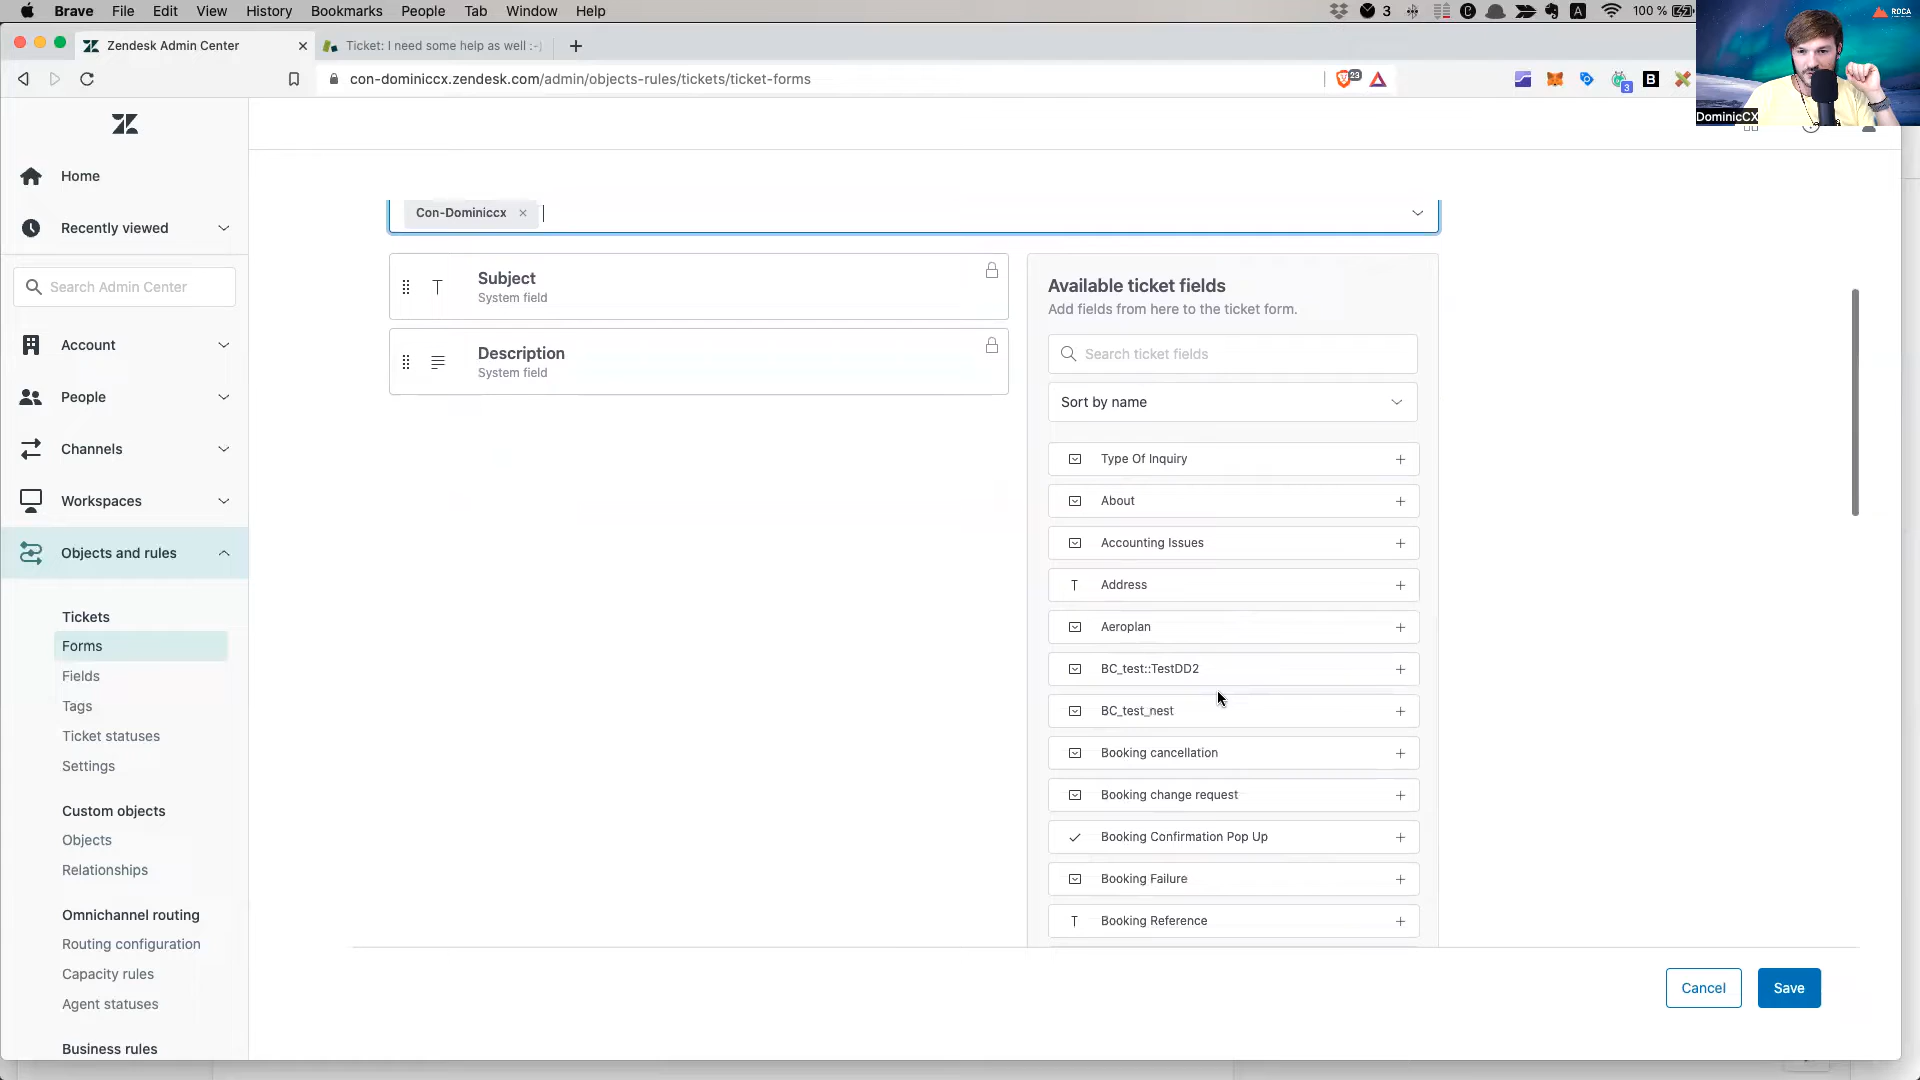 Brave File Edit View History Bookmarks People Tab Window Help
3
100 %
ROCA
Zendesk Admin Center
Ticket: I need some help as well :-)
con-dominiccx.zendesk.com/admin/objects-rules/tickets/ticket-forms
23
3
B
DominicCX
Home
Recently viewed
Search Admin Center
Account
People
Channels
Workspaces
Objects and rules
Tickets
Forms
Fields
Tags
Ticket statuses
Settings
Custom objects
Objects
Relationships
Omnichannel routing
Routing configuration
Capacity rules
Agent statuses
Business rules
Con-Dominiccx
Subject
System field
Description
System field
Available ticket fields
Add fields from here to the ticket form.
Search ticket fields
Sort by name
Type Of Inquiry
About
Accounting Issues
Address
Aeroplan
BC_test::TestDD2
BC_test_nest
Booking cancellation
Booking change request
Booking Confirmation Pop Up
Booking Failure
Booking Reference
Cancel
Save